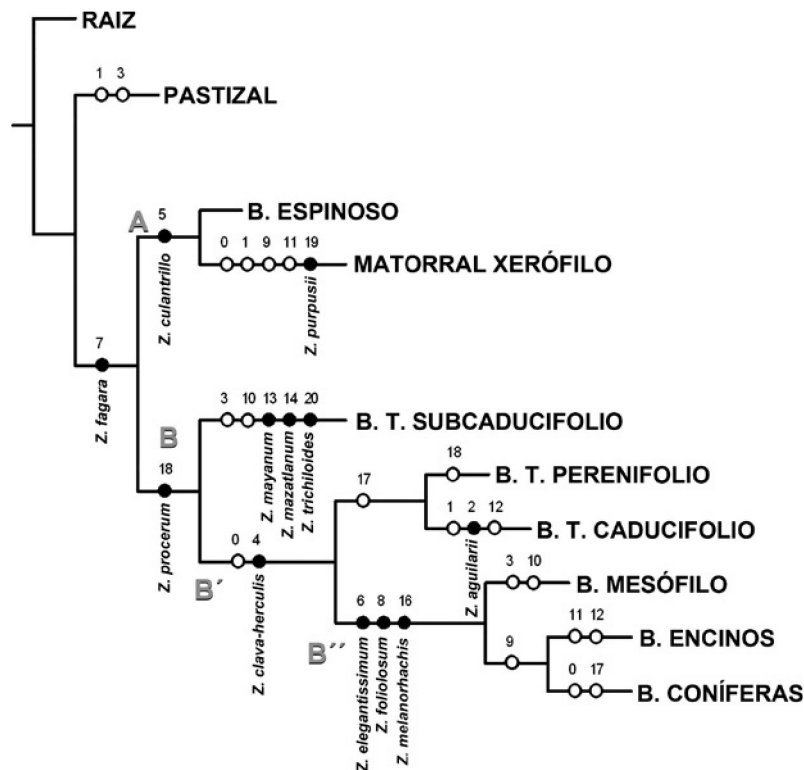 RAIZ
1 3
PASTIZAL
A
5
Z. culantrillo
B. ESPINOSO
0 1 9 11 19
MATORRAL XERÓFILO
Z. purpusii
7
Z. fagara
B
18
Z. procerum
3 10 13 14 20
B. T. SUBCADUCIFOLIO
Z. mayanum
Z. mazatlanum
Z. trichiloides
B´
0 4
Z. clava-herculis
17
18
B. T. PERENIFOLIO
1 2 12
B. T. CADUCIFOLIO
Z. aguilarii
B´´
6 8 16
Z. elegantissimum
Z. foliolosum
Z. melanorhachis
3 10
B. MESÓFILO
9
11 12
B. ENCINOS
0 17
B. CONÍFERAS